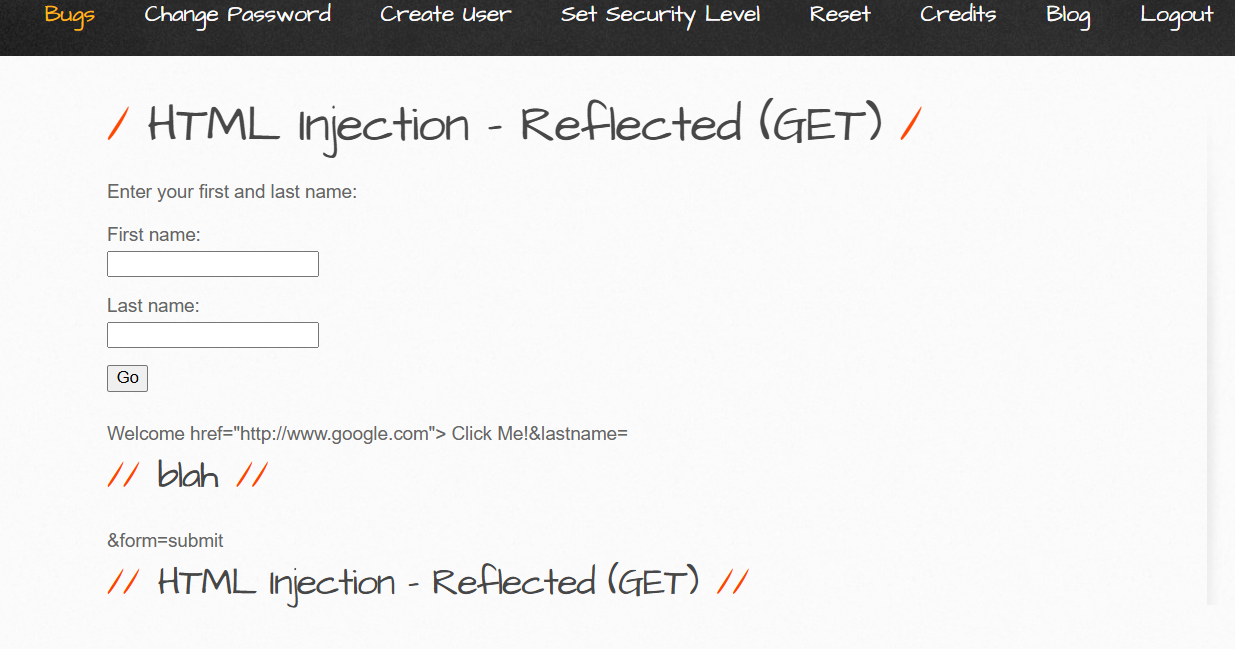 Bugs Change Password Create User Set Security Level Reset Credits Blog Logout
/ HTML Injection - Reflected (GET) /
Enter your first and last name:
First name:
Last name:
Go
Welcome href="http://www.google.com"> Click Me!&lastname=
// blah //
&form=submit
// HTML Injection - Reflected (GET) //